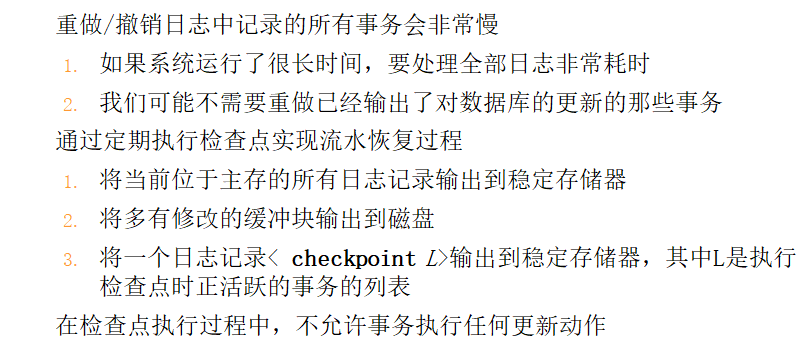 重做/撤销日志中记录的所有事务会非常慢
1. 如果系统运行了很长时间，要处理全部日志非常耗时
2. 我们可能不需要重做已经输出了对数据库的更新的那些事务
通过定期执行检查点实现流水恢复过程
1. 将当前位于主存的所有日志记录输出到稳定存储器
2. 将多有修改的缓冲块输出到磁盘
3. 将一个日志记录< checkpoint L>输出到稳定存储器，其中L是执行
检查点时正活跃的事务的列表
在检查点执行过程中，不允许事务执行任何更新动作